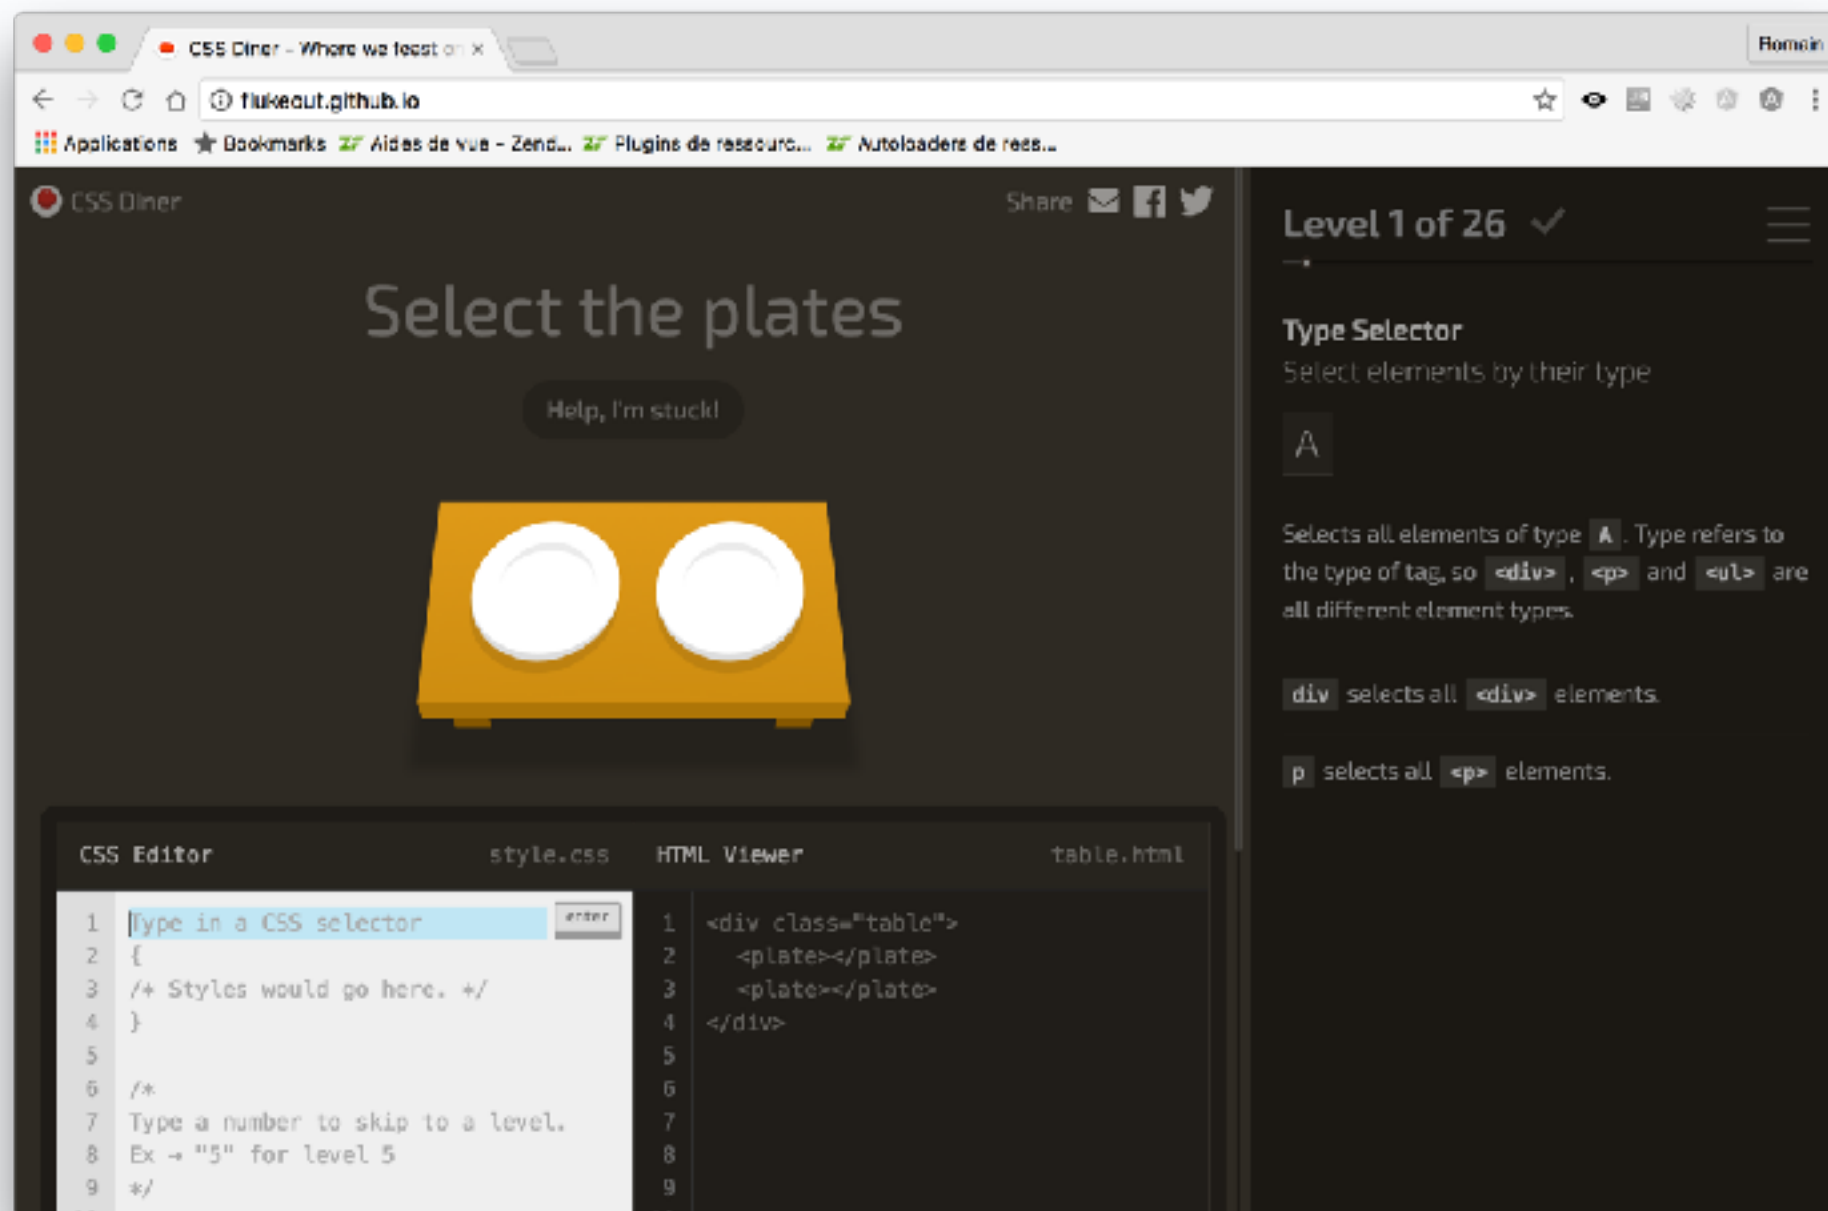 CSS Diner - Where we feast on
Romain
flukeout.github.io
Applications Bookmarks Aides de vue - Zend... Plugins de ressourc... Autoloaders de ress...
CSS Diner
Share
Select the plates
Help, I'm stuck!
Level 1 of 26
Type Selector
Select elements by their type
A
Selects all elements of type A. Type refers to
the type of tag, so <div>, <p> and <ul> are
all different element types.
div selects all <div> elements.
p selects all <p> elements.
CSS Editor style.css
1 Type in a CSS selector enter
2 {
3 /* Styles would go here. */
4 }
5
6 /*
7 Type a number to skip to a level.
8 Ex → "5" for level 5
9 */
HTML Viewer table.html
1 <div class="table">
2 <plate></plate>
3 <plate></plate>
4 </div>
5
6
7
8
9